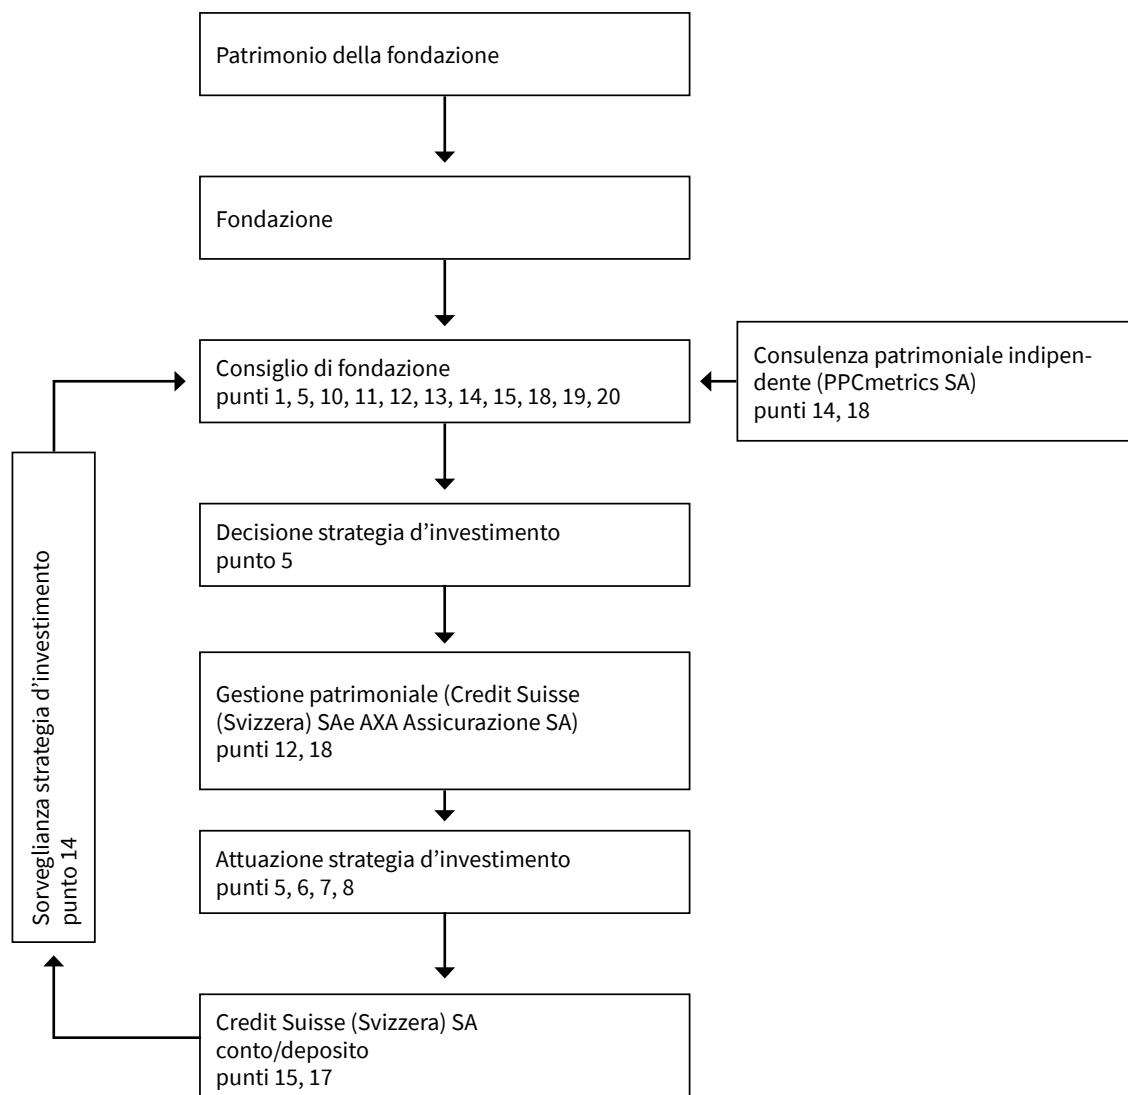 Patrimonio della fondazione
Fondazione
Consiglio di fondazione
punti 1, 5, 10, 11, 12, 13, 14, 15, 18, 19, 20
Consulenza patrimoniale indipen-
dente (PPCmetrics SA)
punti 14, 18
Decisione strategia d’investimento
punto 5
Sorveglianza strategia d’investimento
punto 14
Gestione patrimoniale (Credit Suisse
(Svizzera) SAe AXA Assicurazione SA)
punti 12, 18
Attuazione strategia d’investimento
punti 5, 6, 7, 8
Credit Suisse (Svizzera) SA
conto/deposito
punti 15, 17